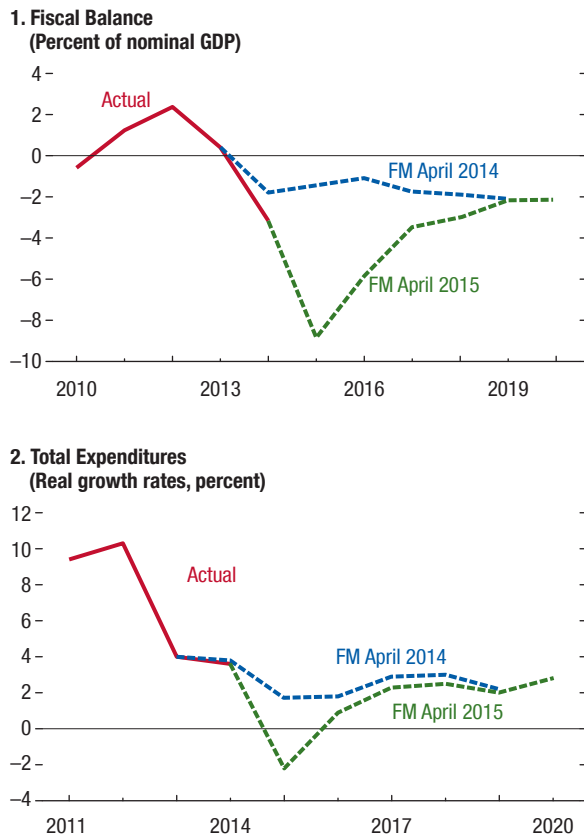 1. Fiscal Balance
(Percent of nominal GDP)
4
2
0
–2
–4
–6
–8
–10
Actual
FM April 2014
FM April 2015
2010 2013 2016 2019
2. Total Expenditures
(Real growth rates, percent)
12
10
8
6
4
2
0
–2
–4
Actual
FM April 2014
FM April 2015
2011 2014 2017 2020